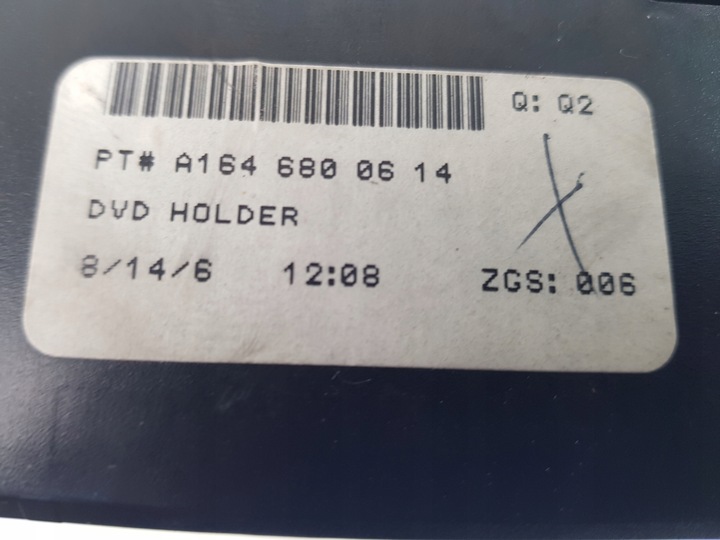 Q: Q2
PT# A164 680 06 14
DVD HOLDER
8/14/6 12:08 ZGS: 006